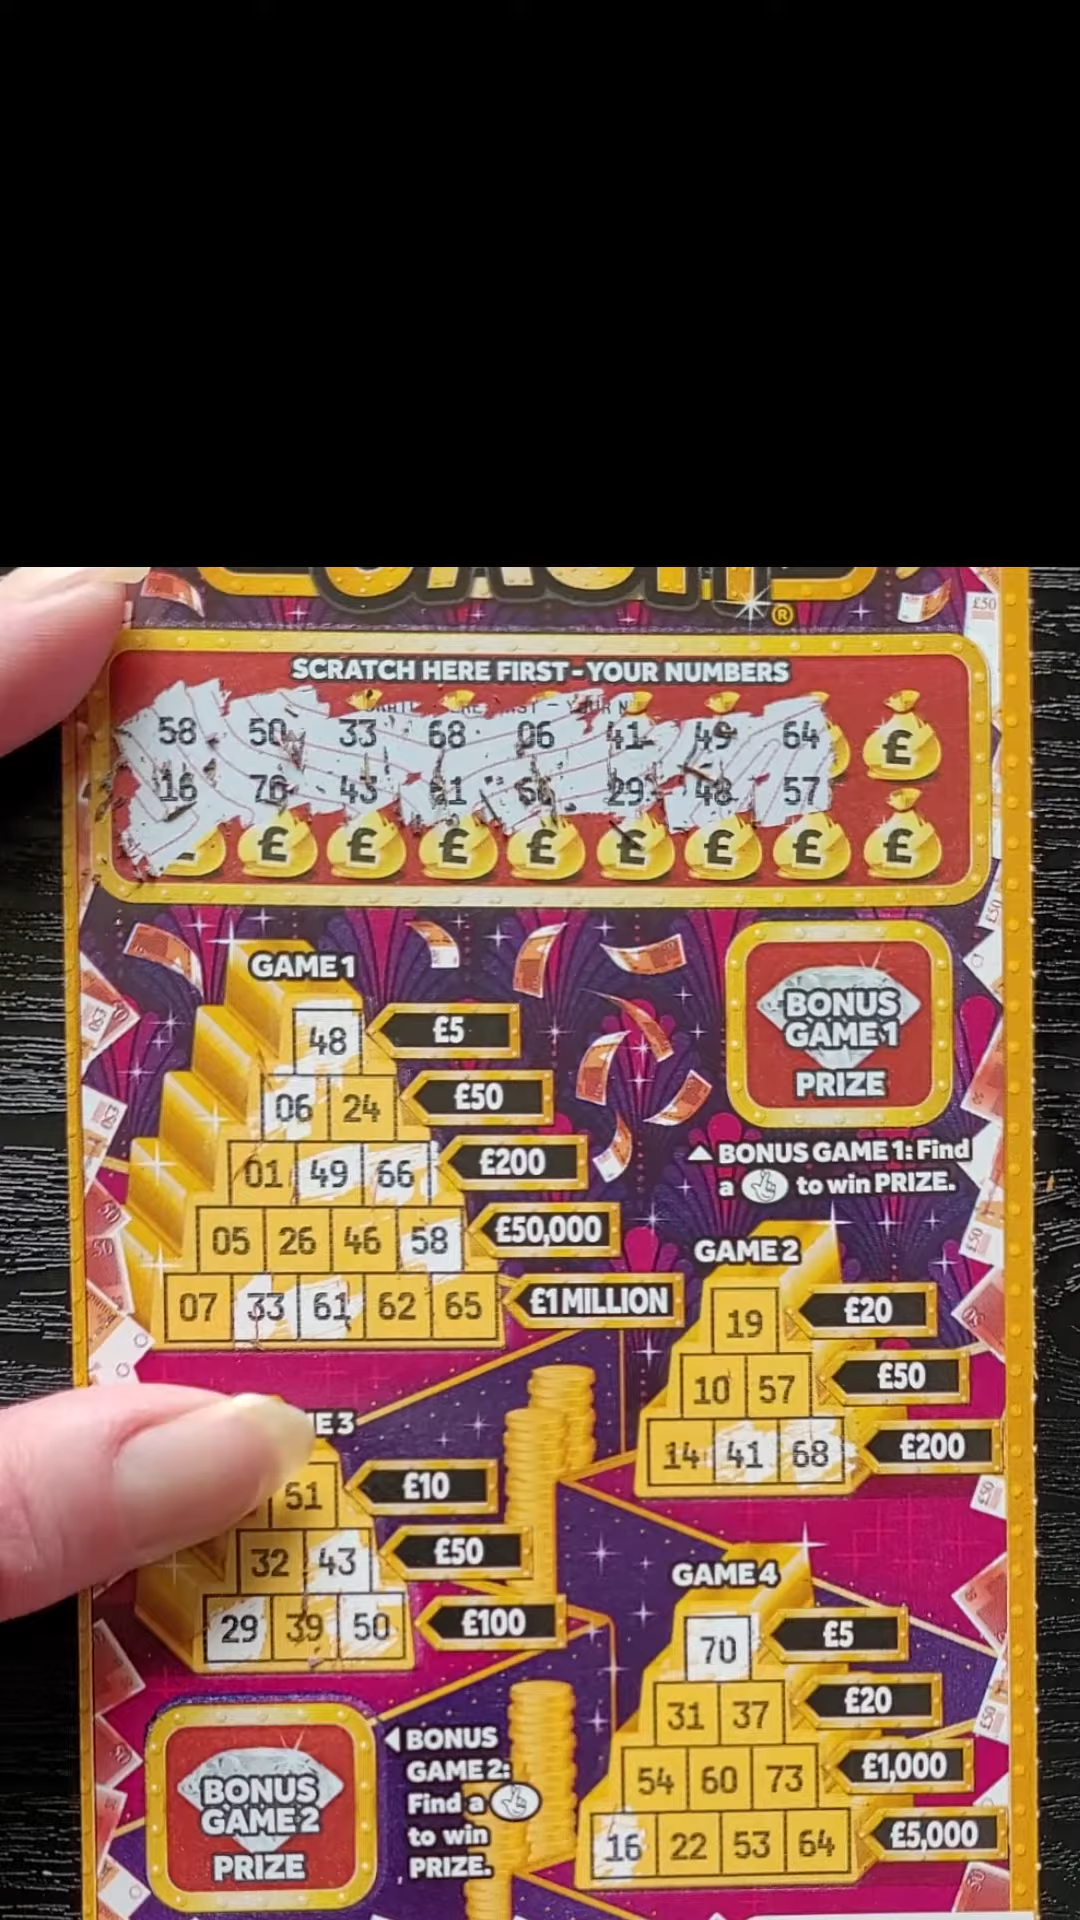 SCRATCH HERE FIRST - YOUR NUMBERS
58 50 33 68 06 41 49 64 £
16 70 43 61 66 29 48 57
£ £ £ £ £ £ £ £
GAME 1
48 £5
06 24 £50
01 49 66 £200
05 26 46 58 £50,000
07 33 61 62 65 £1 MILLION
BONUS
GAME 1
PRIZE
BONUS GAME 1: Find
a to win PRIZE.
GAME 2
19 £20
10 57 £50
14 41 68 £200
E 3
51 £10
32 43 £50
29 39 50 £100
GAME 4
70 £5
31 37 £20
54 60 73 £1,000
16 22 53 64 £5,000
BONUS
GAME 2
PRIZE
BONUS
GAME 2:
Find a
to win
PRIZE.